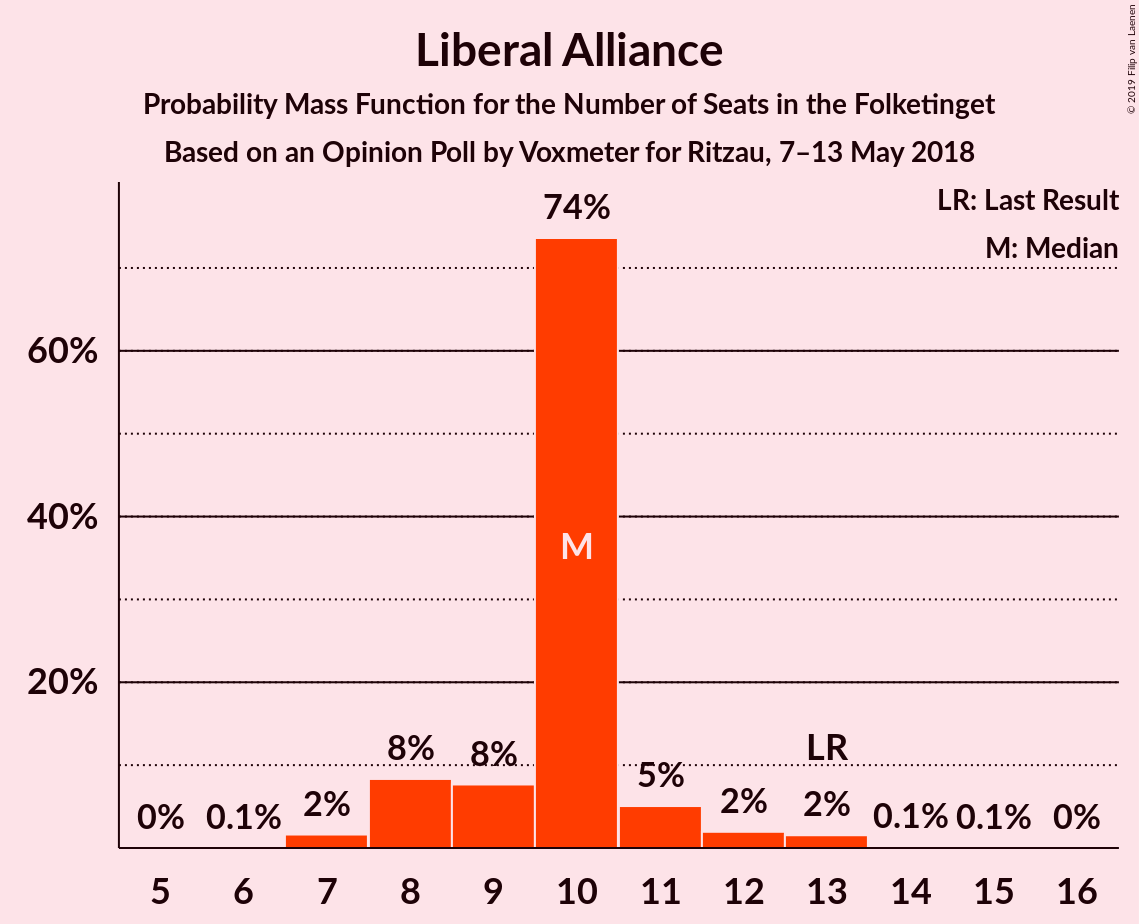 Liberal Alliance
Probability Mass Function for the Number of Seats in the Folketinget
Based on an Opinion Poll by Voxmeter for Ritzau, 7–13 May 2018
© 2019 Filip van Laenen
LR: Last Result
M: Median
74%
60%
40%
20%
M
LR
0% 0.1% 2% 8% 8% 5% 2% 2% 0.1% 0.1% 0%
5 6 7 8 9 10 11 12 13 14 15 16